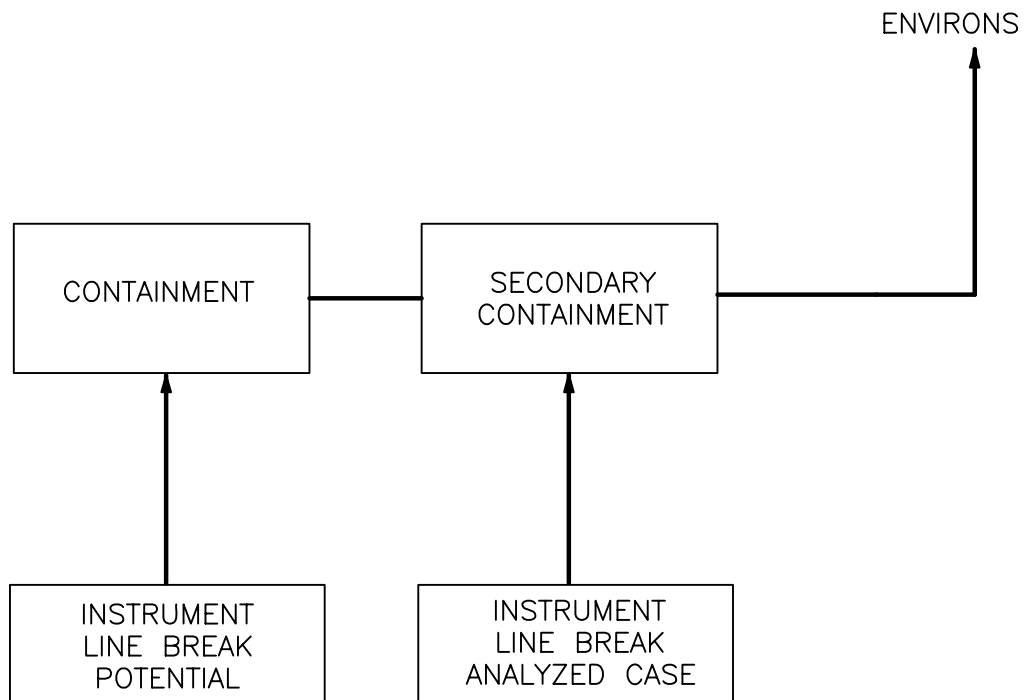 ENVIRONS
CONTAINMENT
SECONDARY
CONTAINMENT
INSTRUMENT
LINE BREAK
POTENTIAL
INSTRUMENT
LINE BREAK
ANALYZED CASE